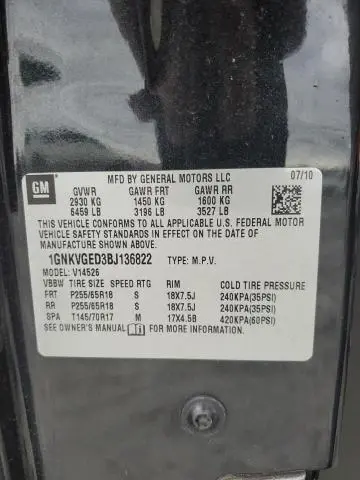 MFD BY GENERAL MOTORS LLC 07/10
GM
GVWR GAWR FRT GAWR RR
2930 KG 1450 KG 1600 KG
6459 LB 3196 LB 3527 LB
THIS VEHICLE CONFORMS TO ALL APPLICABLE U.S. FEDERAL MOTOR
VEHICLE SAFETY STANDARDS IN EFFECT ON THE DATE OF
MANUFACTURE SHOWN ABOVE.
1GNKVGED3BJ136822 TYPE: M.P.V.
MODEL: V14526
VBBW TIRE SIZE SPEED RTG RIM COLD TIRE PRESSURE
FRT P255/65R18 S 18X7.5J 240KPA(35PSI)
RR P255/65R18 S 18X7.5J 240KPA(35PSI)
SPA T145/70R17 M 17X4.5B 420KPA(60PSI)
SEE OWNER'S MANUAL FOR MORE INFORMATION